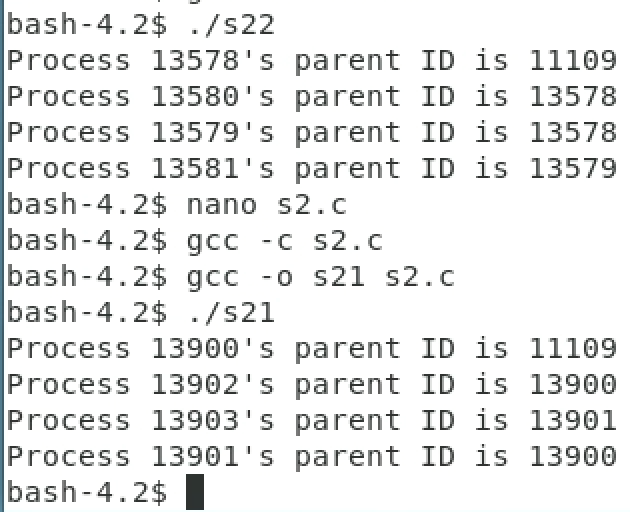 bash-4.2$ ./s22
Process 13578's parent ID is 11109
Process 13580's parent ID is 13578
Process 13579's parent ID is 13578
Process 13581's parent ID is 13579
bash-4.2$ nano s2.c
bash-4.2$ gcc -c s2.c
bash-4.2$ gcc -o s21 s2.c
bash-4.2$ ./s21
Process 13900's parent ID is 11109
Process 13902's parent ID is 13900
Process 13903's parent ID is 13901
Process 13901's parent ID is 13900
bash-4.2$